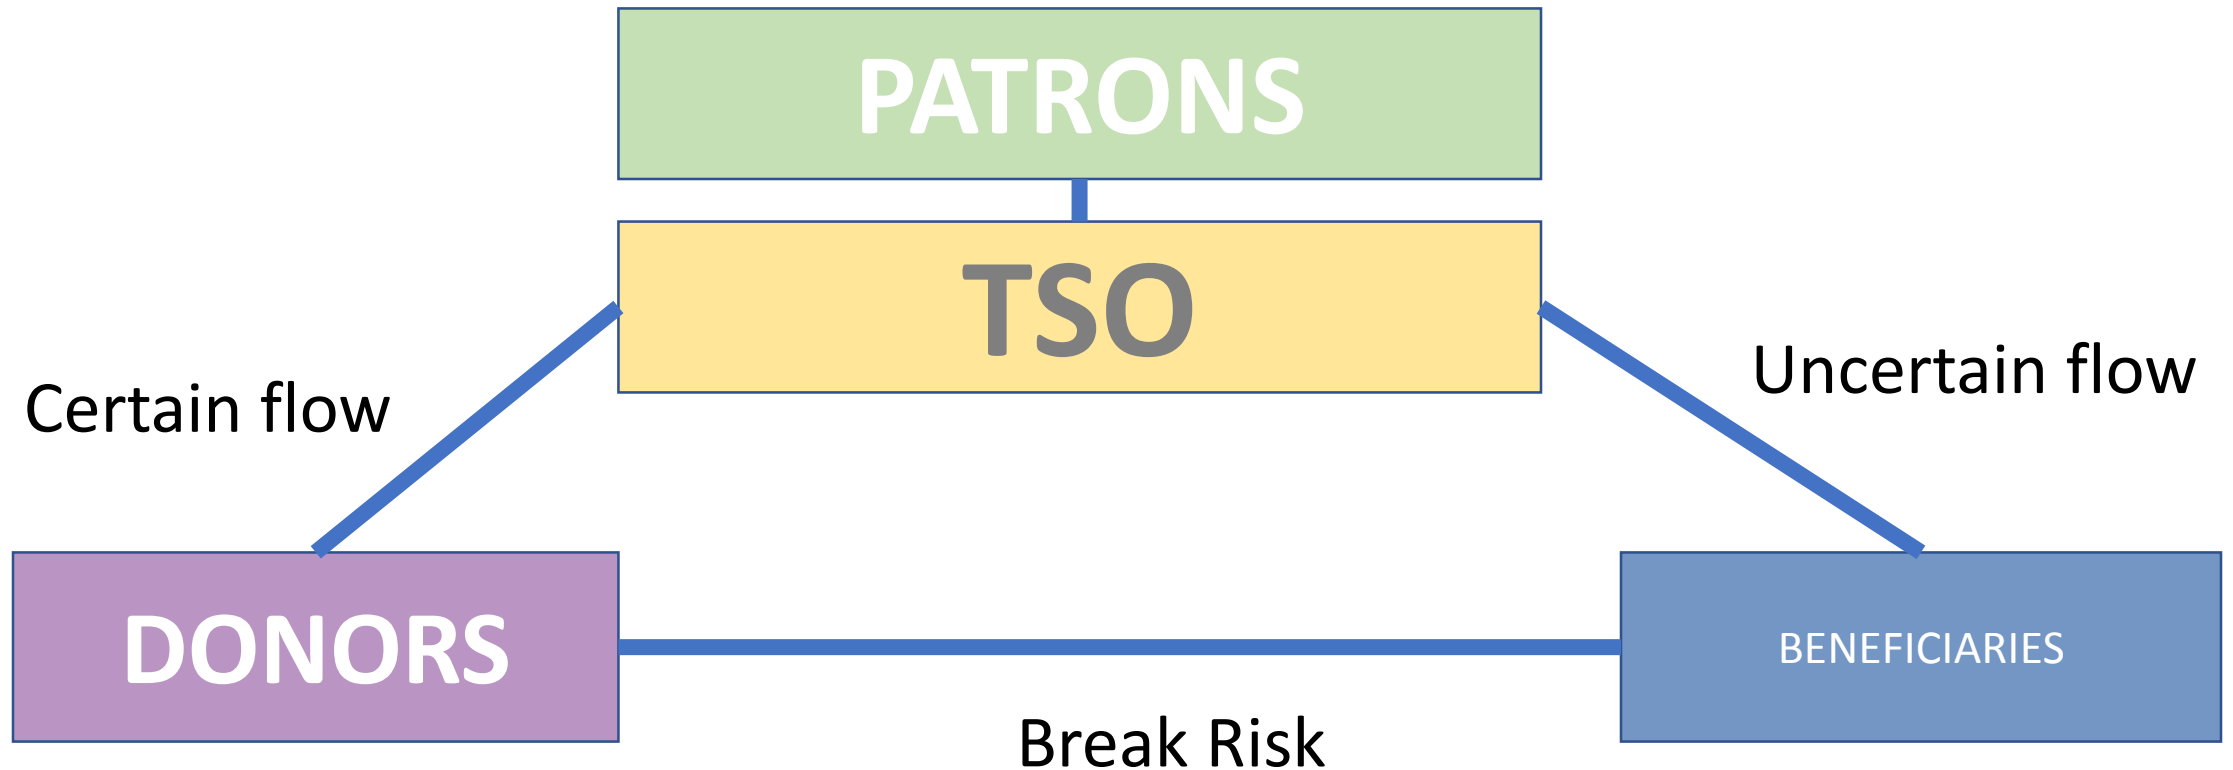 PATRONS
TSO
Certain flow
Uncertain flow
DONORS
BENEFICIARIES
Break Risk